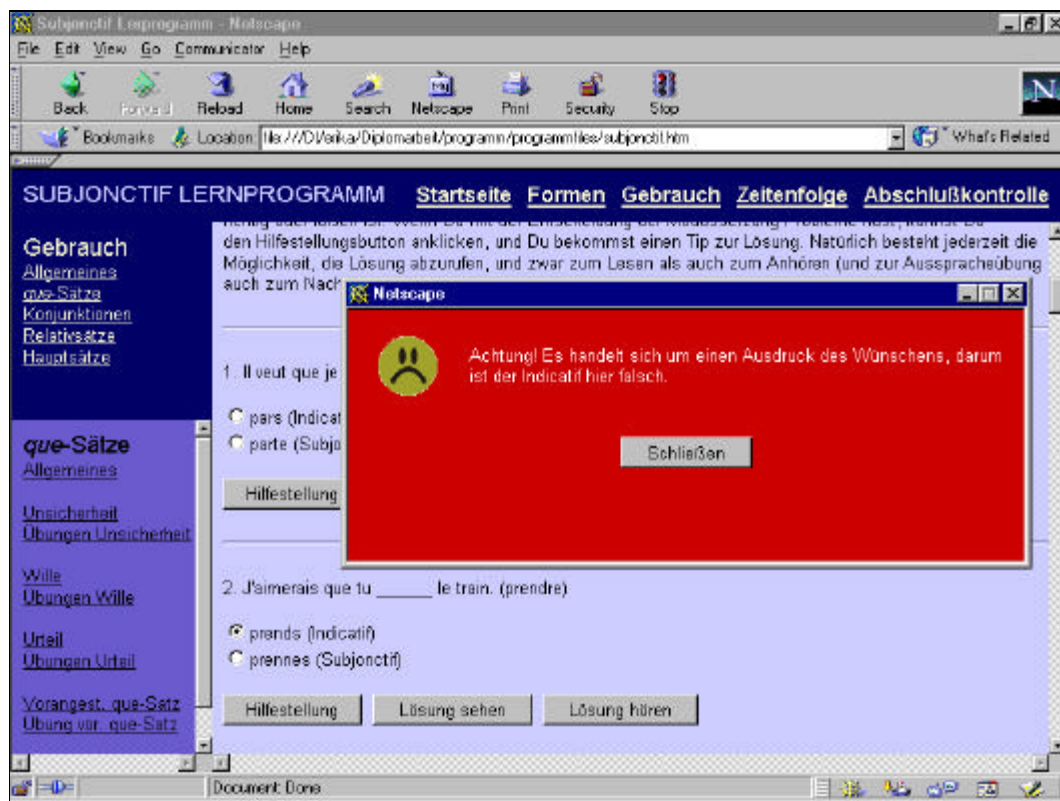 Subjonctif Lernprogramm - Netscape
File Edit View Go Communicator Help
Back Forward Reload Home Search Netscape Print Security Stop
Bookmarks Location: file:///D|/erika/Diplomarbeit/programm/programmfiles/subjonctif.htm What's Related
SUBJONCTIF LERNPROGRAMM Startseite Formen Gebrauch Zeitenfolge Abschlußkontrolle
Gebrauch
Allgemeines
que-Sätze
Konjunktionen
Relativsätze
Hauptsätze
que-Sätze
Allgemeines
Unsicherheit
Übungen Unsicherheit
Wille
Übungen Wille
Urteil
Übungen Urteil
Vorangest. que-Satz
Übung vor. que-Satz
den Hilfestellungsbutton anklicken, und Du bekommst einen Tip zur Lösung. Natürlich besteht jederzeit die
Möglichkeit, die Lösung abzurufen, und zwar zum Lesen als auch zum Anhören (und zur Ausspracheübung
auch zum Nach
1. Il veut que je
pars (Indicat
parte (Subjo
Hilfestellung
Netscape
Achtung! Es handelt sich um einen Ausdruck des Wünschens, darum
ist der Indicatif hier falsch.
Schließen
2. J'aimerais que tu ______ le train. (prendre)
prends (Indicatif)
prennes (Subjonctif)
Hilfestellung Lösung sehen Lösung hören
Document: Done